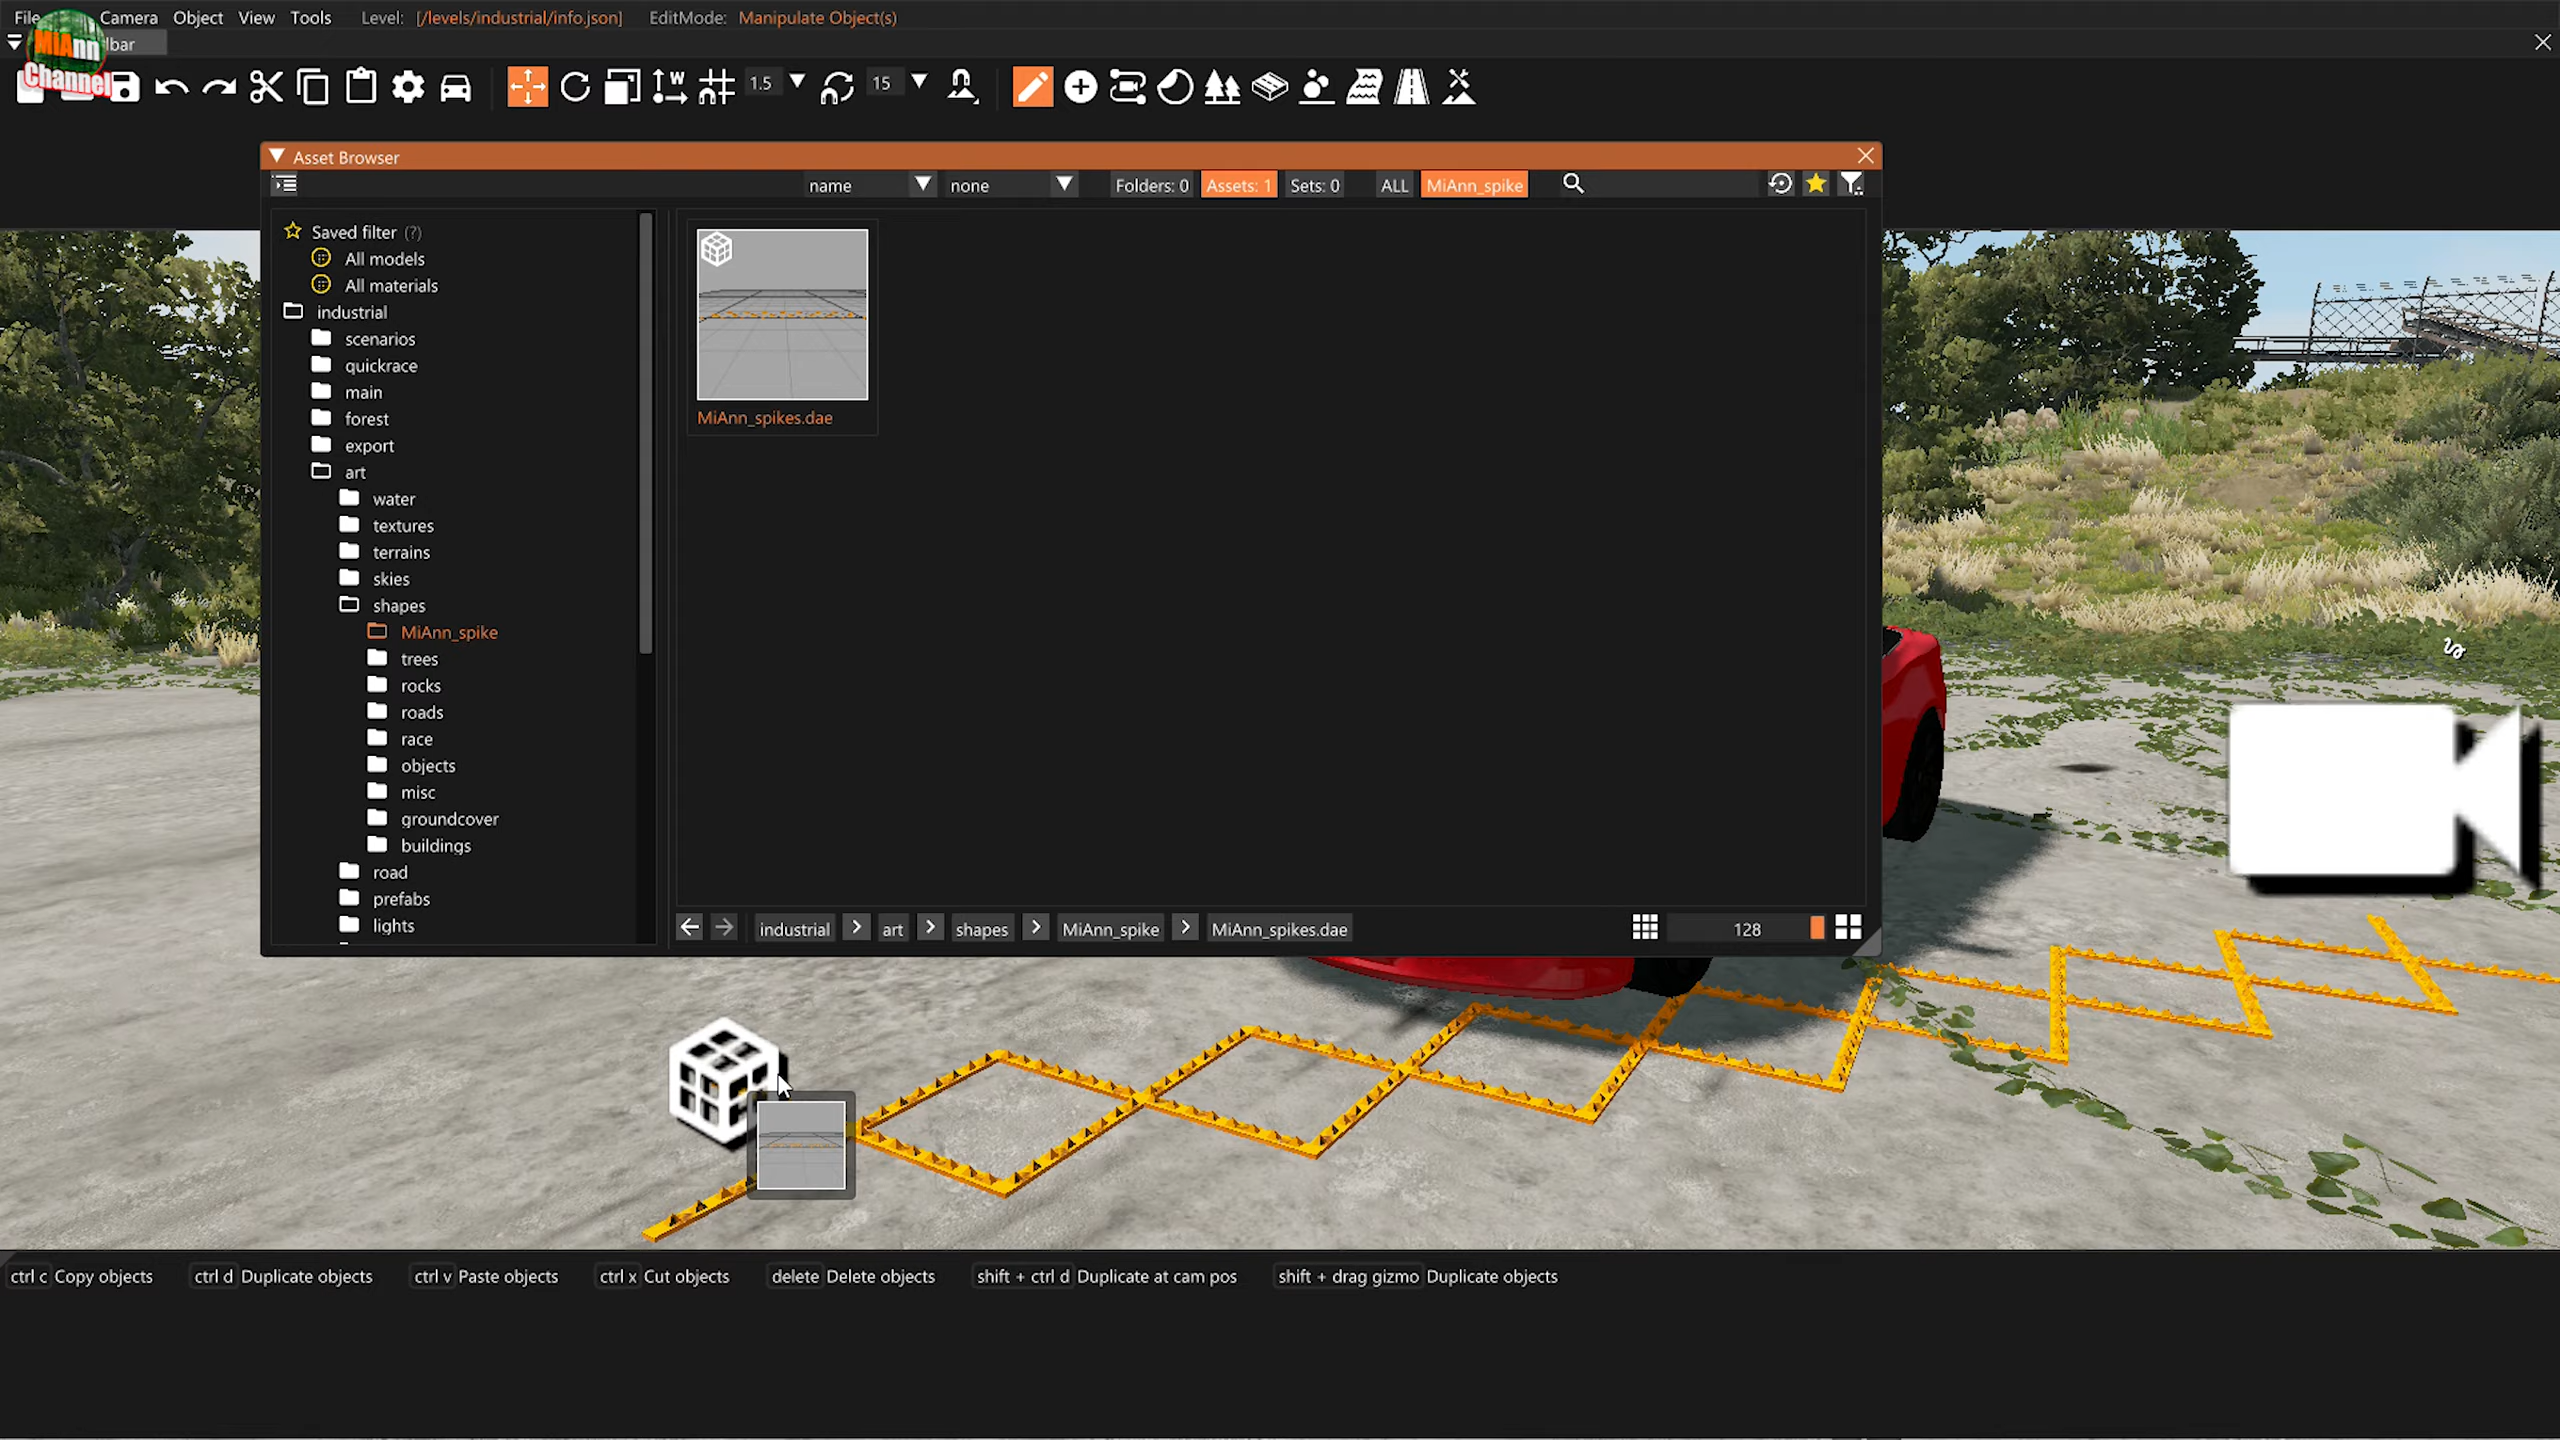 File Camera Object View Tools Level: [/levels/industrial/info.json] EditMode: Manipulate Object(s)
MiAnn
Channel
lbar
1.5
15
Asset Browser
name none Folders: 0 Assets: 1 Sets: 0 ALL MiAnn_spike
Saved filter (?)
All models
All materials
industrial
scenarios
quickrace
main
forest
export
art
water
textures
terrains
skies
shapes
MiAnn_spike
trees
rocks
roads
race
objects
misc
groundcover
buildings
road
prefabs
lights
MiAnn_spikes.dae
industrial > art > shapes > MiAnn_spike > MiAnn_spikes.dae 128
ctrl c Copy objects ctrl d Duplicate objects ctrl v Paste objects ctrl x Cut objects delete Delete objects shift + ctrl d Duplicate at cam pos shift + drag gizmo Duplicate objects